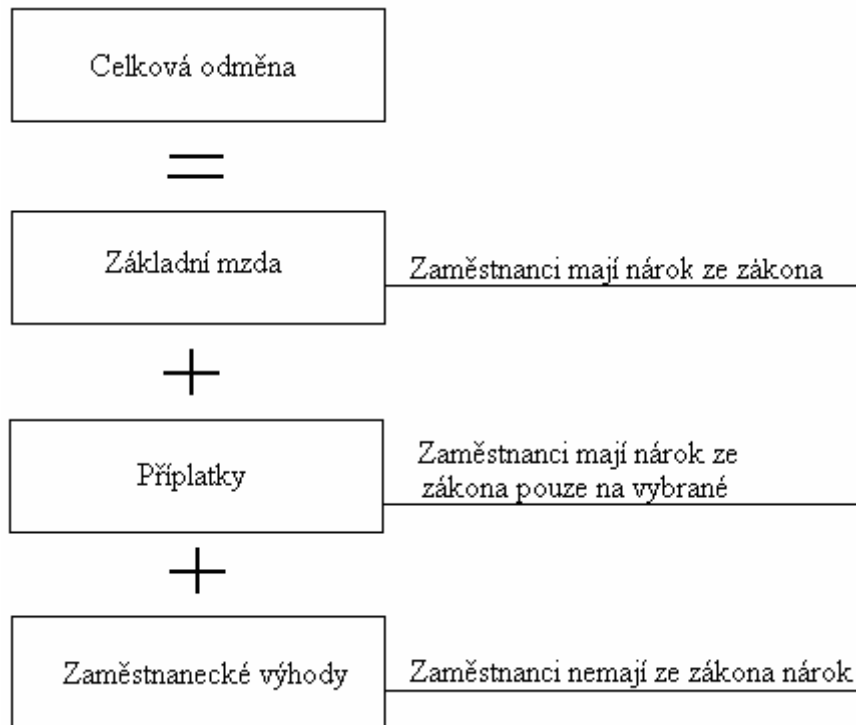 Celková odměna
=
Základní mzda
Zaměstnanci mají nárok ze zákona
+
Příplatky
Zaměstnanci mají nárok ze
zákona pouze na vybrané
+
Zaměstnanecké výhody
Zaměstnanci nemají ze zákona nárok